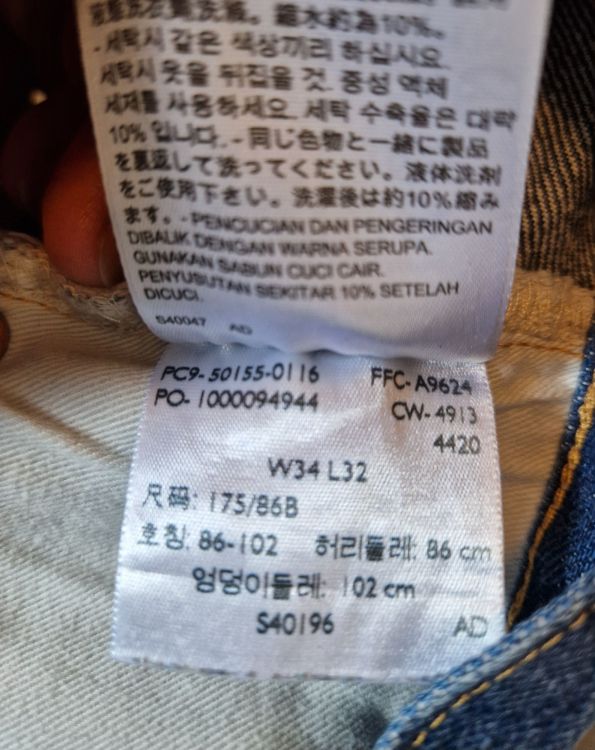 液態洗衣劑洗滌。縮水約為10%。
- 세탁시 같은 색상끼리 하십시오.
세탁시 옷을 뒤집을 것. 중성 액체
세제를 사용하세요. 세탁 수축율은 대략
10% 입니다. - 同じ色物と一緒に製品
を裏返して洗ってください。液体洗剤
をご使用下さい。洗濯後は約10%縮み
ます。- PENCUCIAN DAN PENGERINGAN
DIBALIK DENGAN WARNA SERUPA.
GUNAKAN SABUN CUCI CAIR.
PENYUSUTAN SEKITAR 10% SETELAH
DICUCI.
S40047 AD
PC9- 50155-0116 FFC- A9624
PO- 1000094944 CW- 4913
4420
W34 L32
尺码: 175/86B
호칭: 86-102 허리둘레: 86 cm
엉덩이둘레: 102 cm
S40196 AD